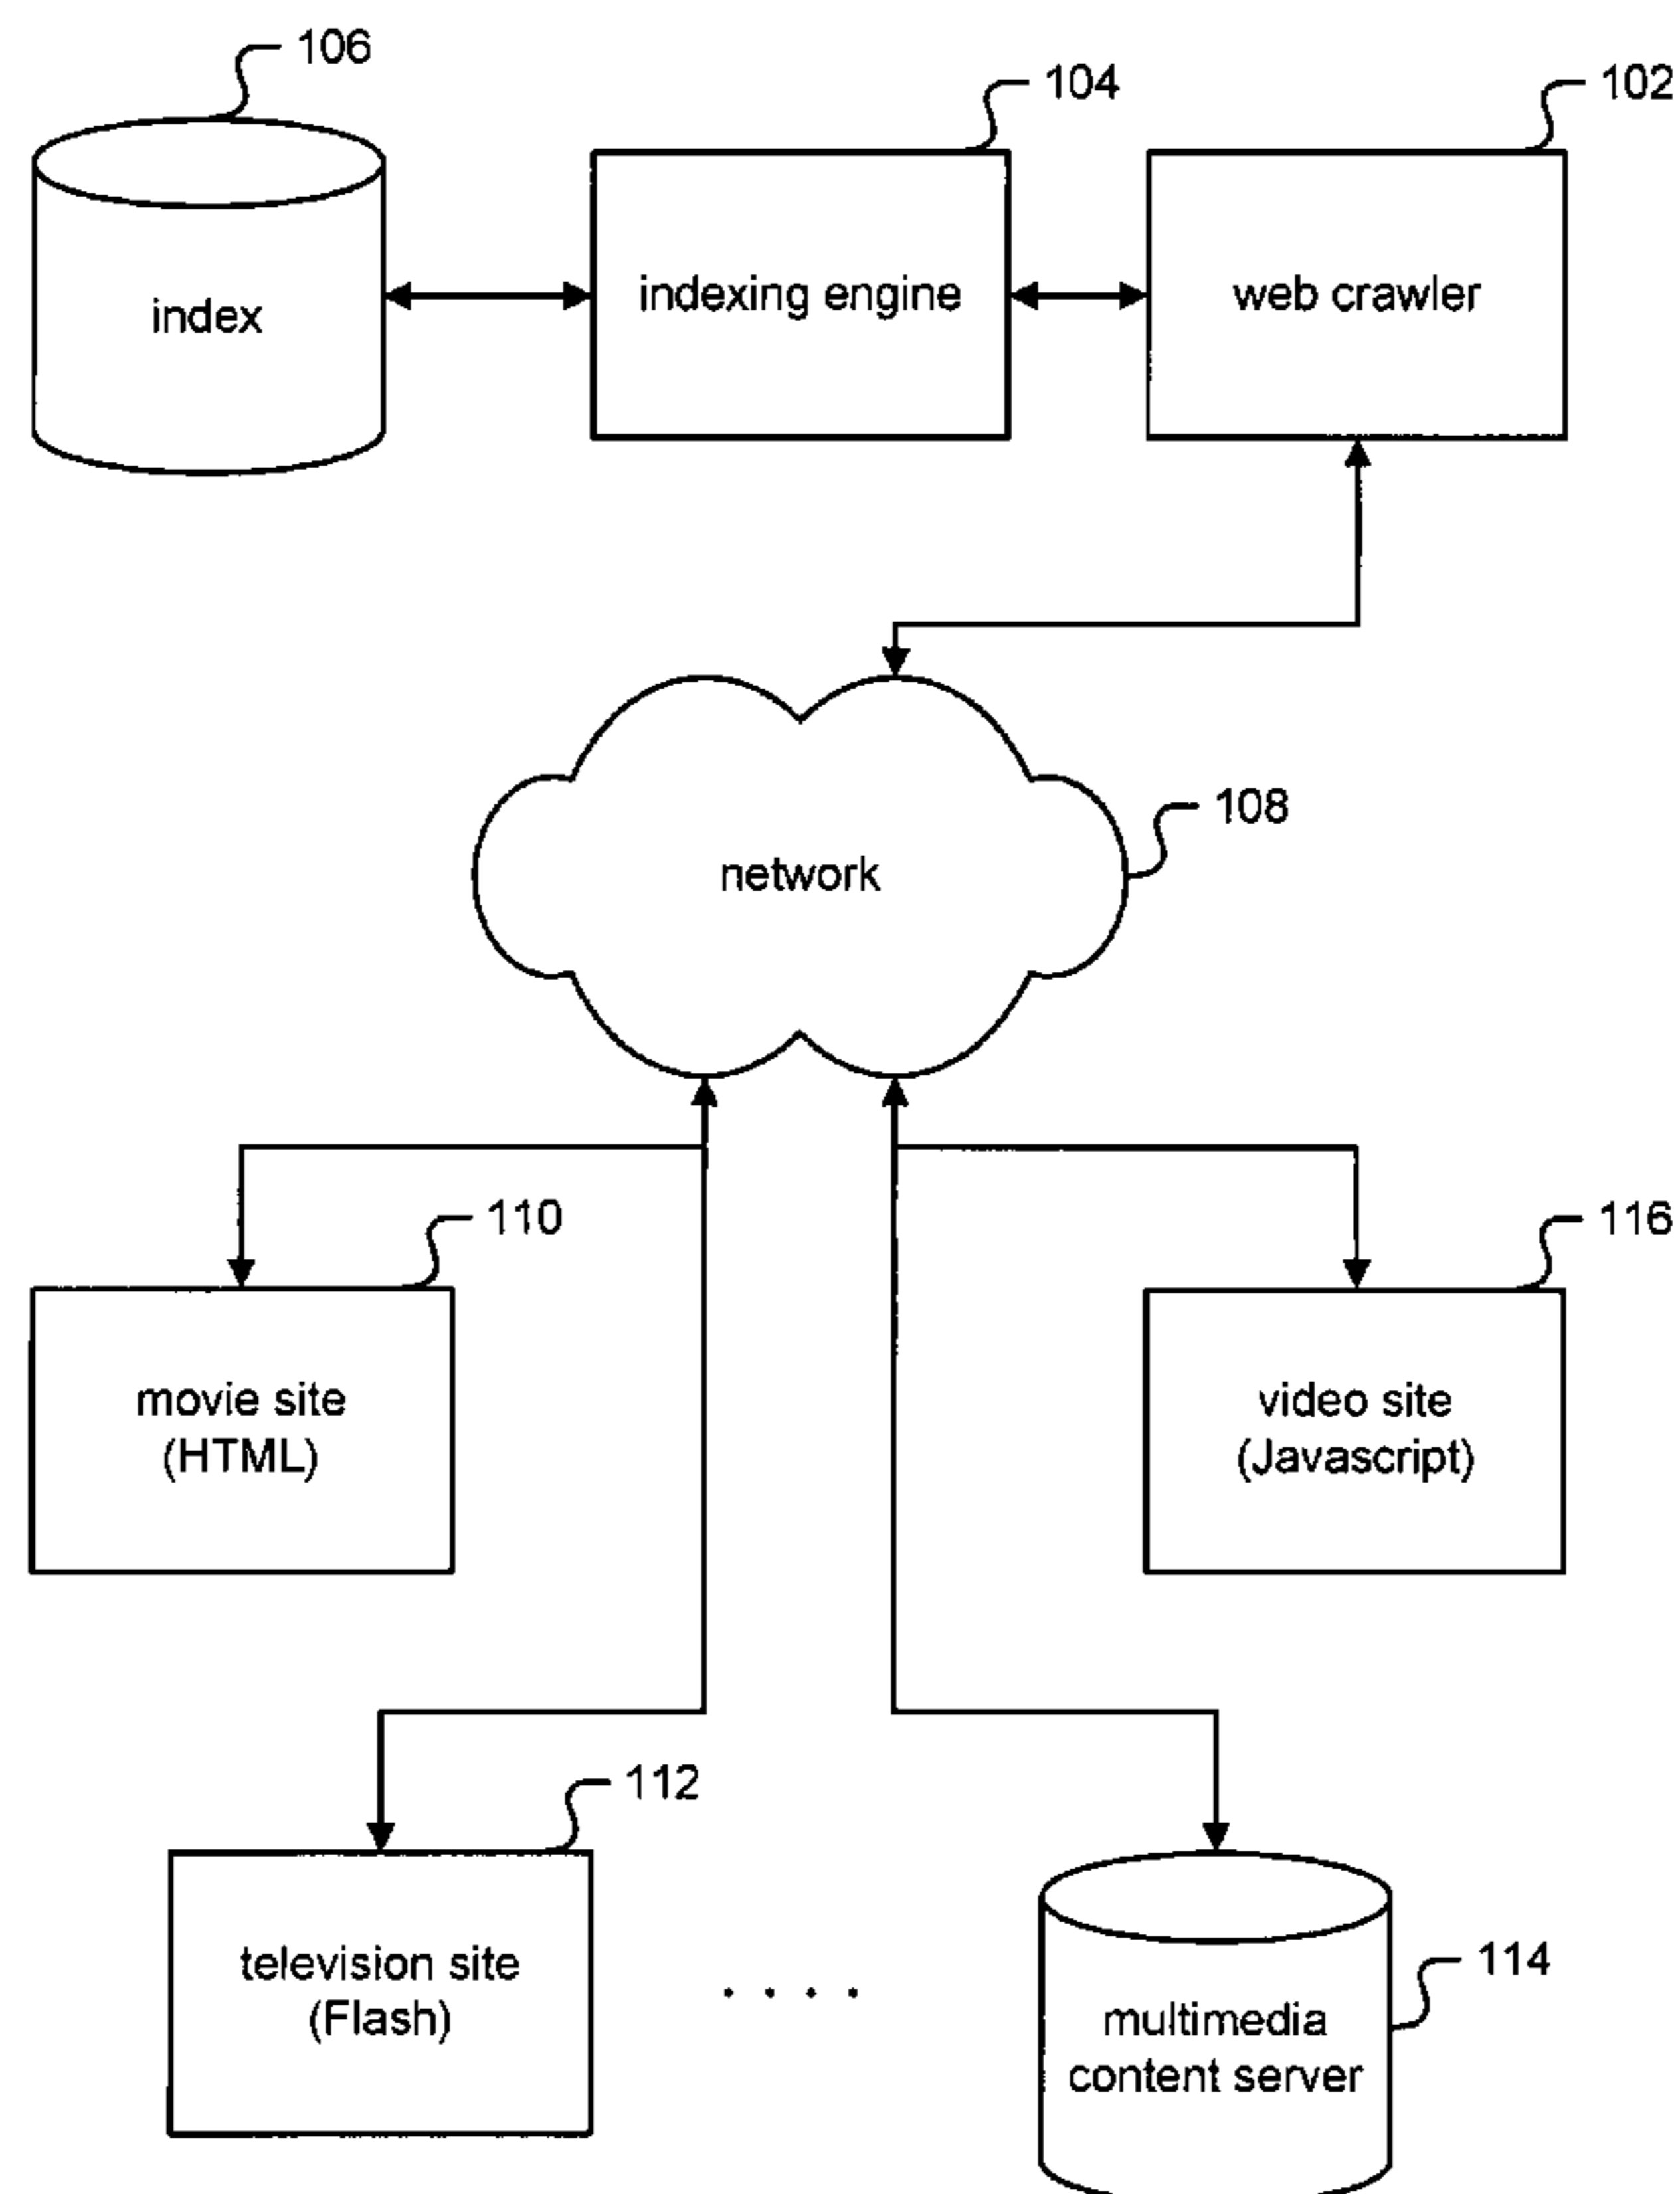 106
104
102
index
indexing engine
web crawler
108
network
110
116
movie site
(HTML)
video site
(Javascript)
112
114
television site
(Flash)
. . . .
multimedia
content server